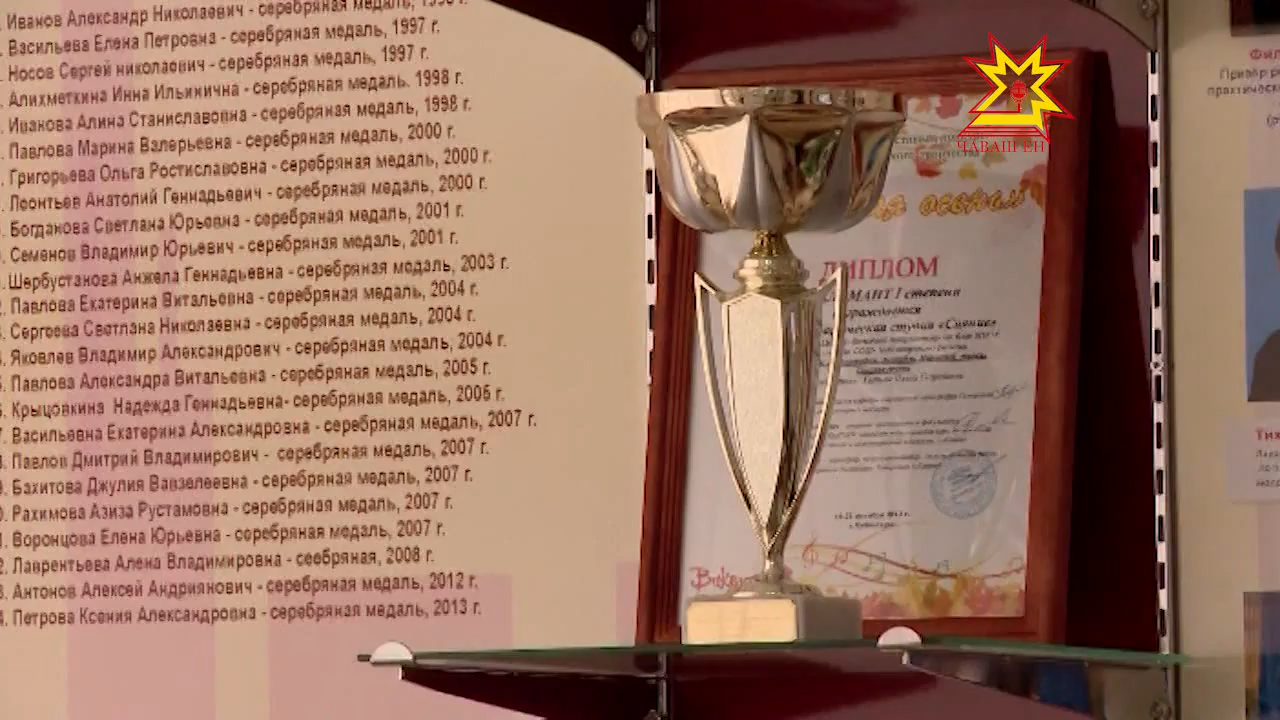 Иванов Александр Николаевич - серебряная медаль,
Васильева Елена Петровна - серебряная медаль, 1997 г.
Носов Сергей николаевич - серебряная медаль, 1997 г.
Алихметкина Инна Ильинична - серебряная медаль. 1998 г.
Иванова Алина Станиславовна - серебряная медаль, 1998 г.
Павлова Марина Валерьевна - серебряная медаль, 2000 г.
Григорьева Ольга Ростиславовна - серебряная медаль, 2000 г.
Леонтьев Анатолий Геннадьевич - серебряная медаль, 2000 г.
Богданова Светлана Юрьевна - серебряная медаль, 2001 г.
Семенов Владимир Юрьевич - серебряная медаль, 2001 г.
Шербустанова Анжела Геннадьевна - серебряная медаль, 2003 г.
Павлова Екатерина Витальевна - серебряная медаль, 2004 г.
Сергеева Светлана Николаевна - серебряная медаль, 2004 г.
Яковлев Владимир Александрович - серебряная медаль, 2004 г.
Павлова Александра Витальевна - серебряная медаль, 2005 г.
Крыцовкина Надежда Геннадьевна- серебряная медаль, 2006 г.
Васильевна Екатерина Александровна - серебряная медаль, 2007 г.
Павлов Дмитрий Владимирович - серебряная медаль, 2007 г.
Бахитова Джулия Вавзелеевна - серебряная медаль, 2007 г.
Рахимова Азиза Рустамовна - серебряная медаль, 2007 г.
Воронцова Елена Юрьевна - серебряная медаль, 2007 г.
Лаврентьева Алена Владимировна - сеебряная, 2008 г.
Антонов Алексей Андриянович - серебряная медаль, 2012 г.
Петрова Ксения Александровна - серебряная медаль, 2013 г.
ЧӐВАШ ЕН
ДИПЛОМ
I степени
студия «Сияние»